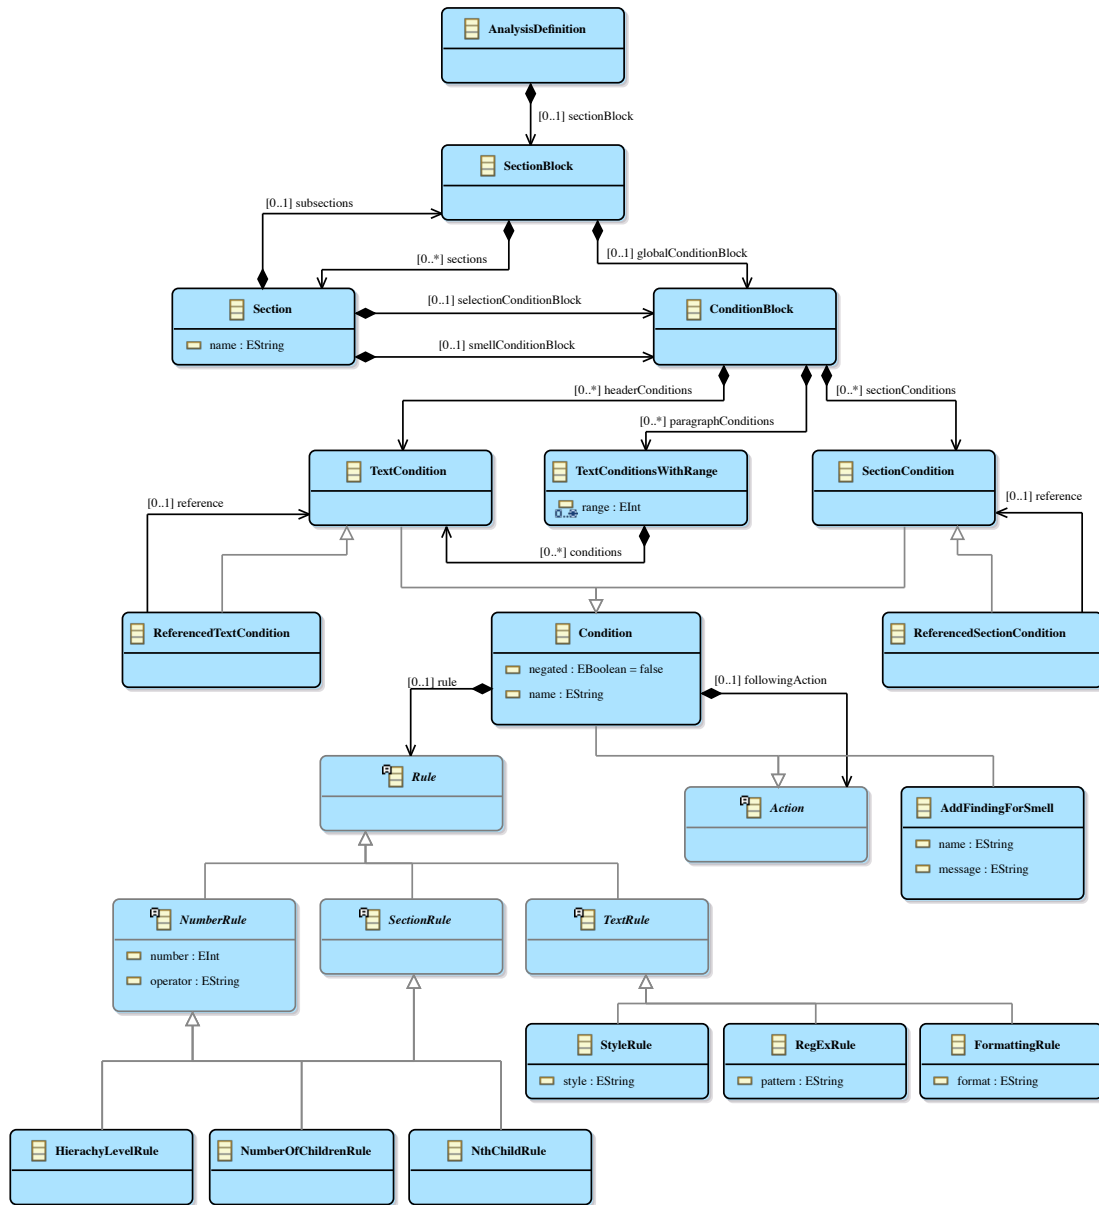 AnalysisDefinition
[0..1] sectionBlock
SectionBlock
[0..1] subsections
[0..*] sections
[0..1] globalConditionBlock
Section
name : EString
[0..1] selectionConditionBlock
[0..1] smellConditionBlock
ConditionBlock
[0..*] headerConditions
[0..*] paragraphConditions
[0..*] sectionConditions
TextCondition
TextConditionsWithRange
0..*
range : EInt
SectionCondition
[0..1] reference
[0..*] conditions
[0..1] reference
ReferencedTextCondition
Condition
negated : EBoolean = false
name : EString
ReferencedSectionCondition
[0..1] rule
[0..1] followingAction
Rule
Action
AddFindingForSmell
name : EString
message : EString
NumberRule
number : EInt
operator : EString
SectionRule
TextRule
StyleRule
style : EString
RegExRule
pattern : EString
FormattingRule
format : EString
HierachyLevelRule
NumberOfChildrenRule
NthChildRule